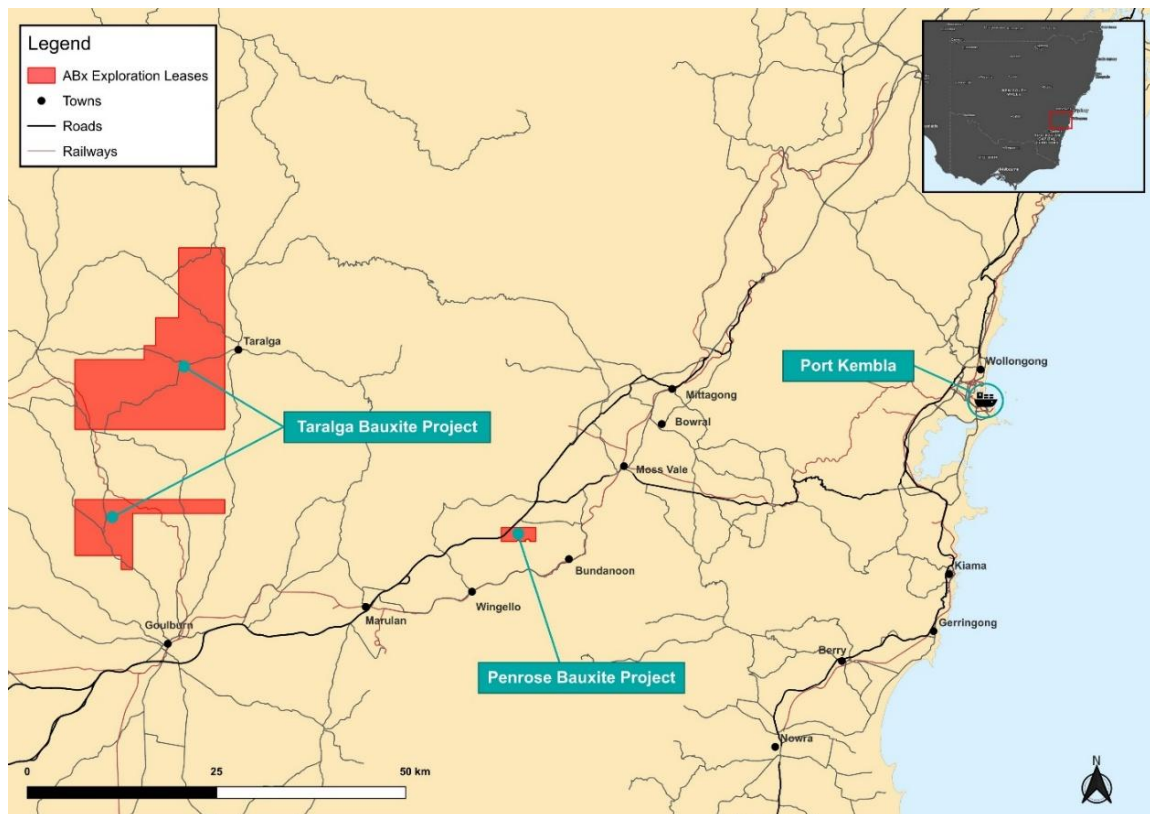 Legend
ABx Exploration Leases
Towns
Roads
Railways
Taralga
Wollongong
Port Kembla
Mittagong
Bowral
Taralga Bauxite Project
Moss Vale
Bundanoon
Kiama
Wingello
Marulan
Goulburn
Gerringong
Berry
Penrose Bauxite Project
Nowra
0 25 50 km
N